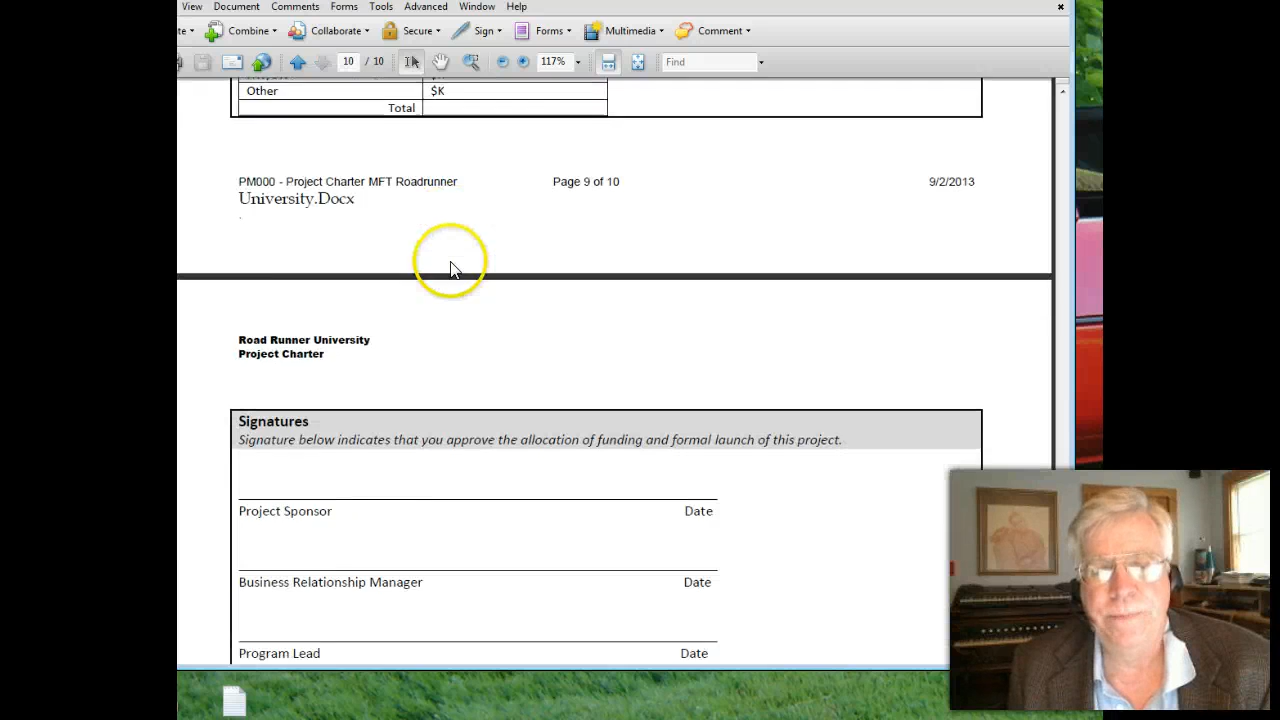 View Document Comments Forms Tools Advanced Window Help
Combine Collaborate Secure Sign Forms Multimedia Comment
10 / 10 117% Find
Other $K
Total
PM000 - Project Charter MFT Roadrunner Page 9 of 10 9/2/2013
University.Docx
Road Runner University
Project Charter
Signatures
Signature below indicates that you approve the allocation of funding and formal launch of this project.
Project Sponsor Date
Business Relationship Manager Date
Program Lead Date